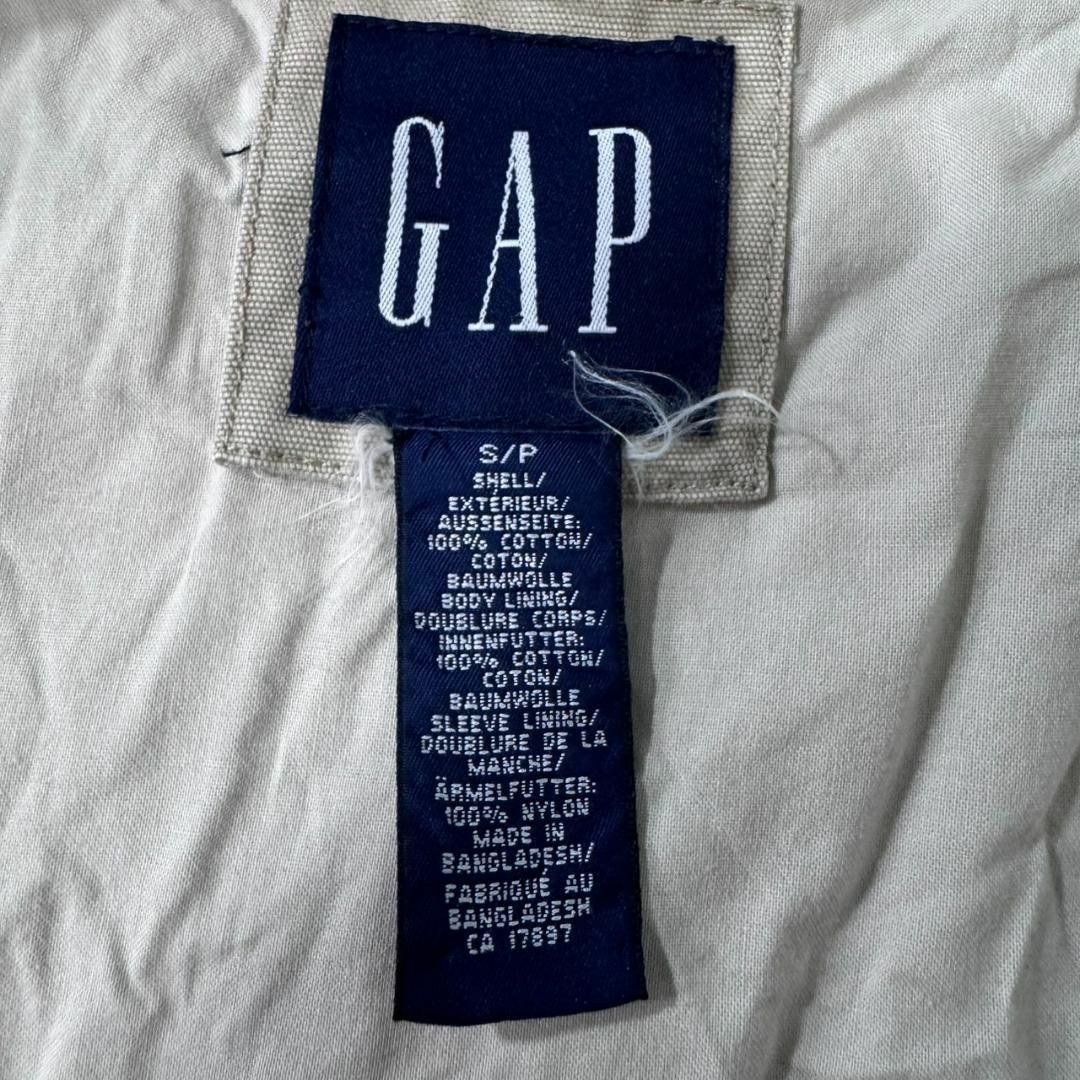 GAP
S/P
SHELL/
EXTÉRIEUR/
AUSSENSEITE:
100% COTTON/
COTON/
BAUMWOLLE
BODY LINING/
DOUBLURE CORPS/
INNENFUTTER:
100% COTTON/
COTON/
BAUMWOLLE
SLEEVE LINING/
DOUBLURE DE LA
MANCHE/
ÄRMELFUTTER:
100% NYLON
MADE IN
BANGLADESH/
FABRIQUÉ AU
BANGLADESH
CA 17897